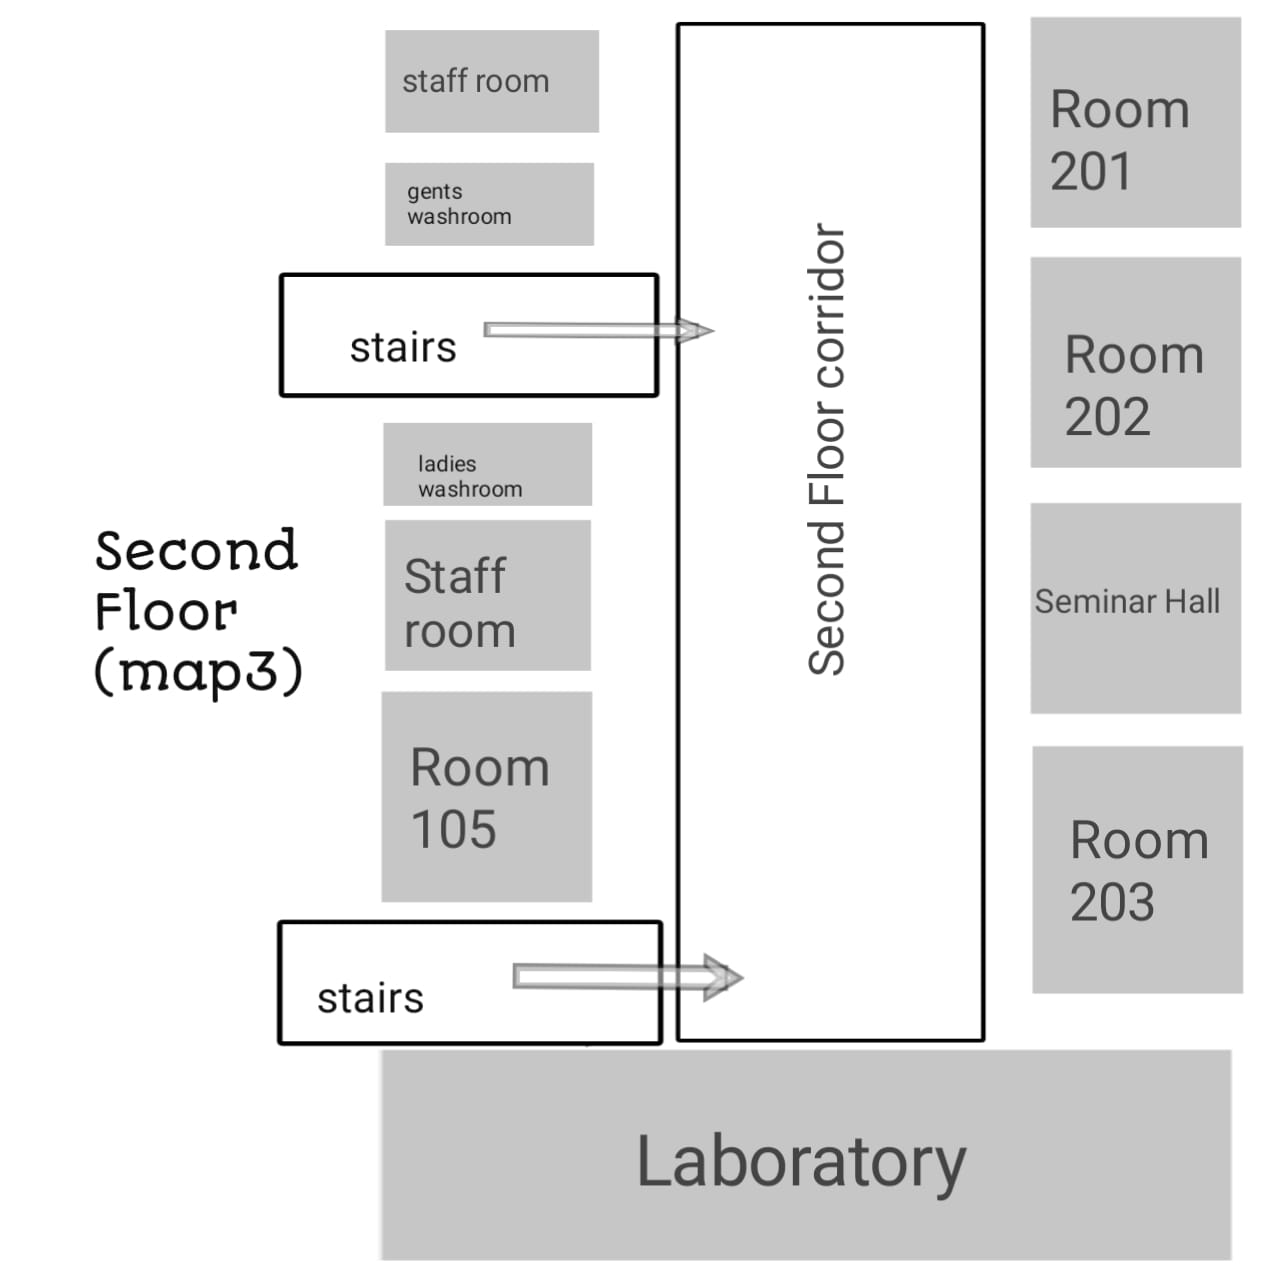 staff room
gents
washroom
stairs
ladies
washroom
Second
Floor
(map3)
Staff
room
Room
105
stairs
Second Floor corridor
Room
201
Room
202
Seminar Hall
Room
203
Laboratory